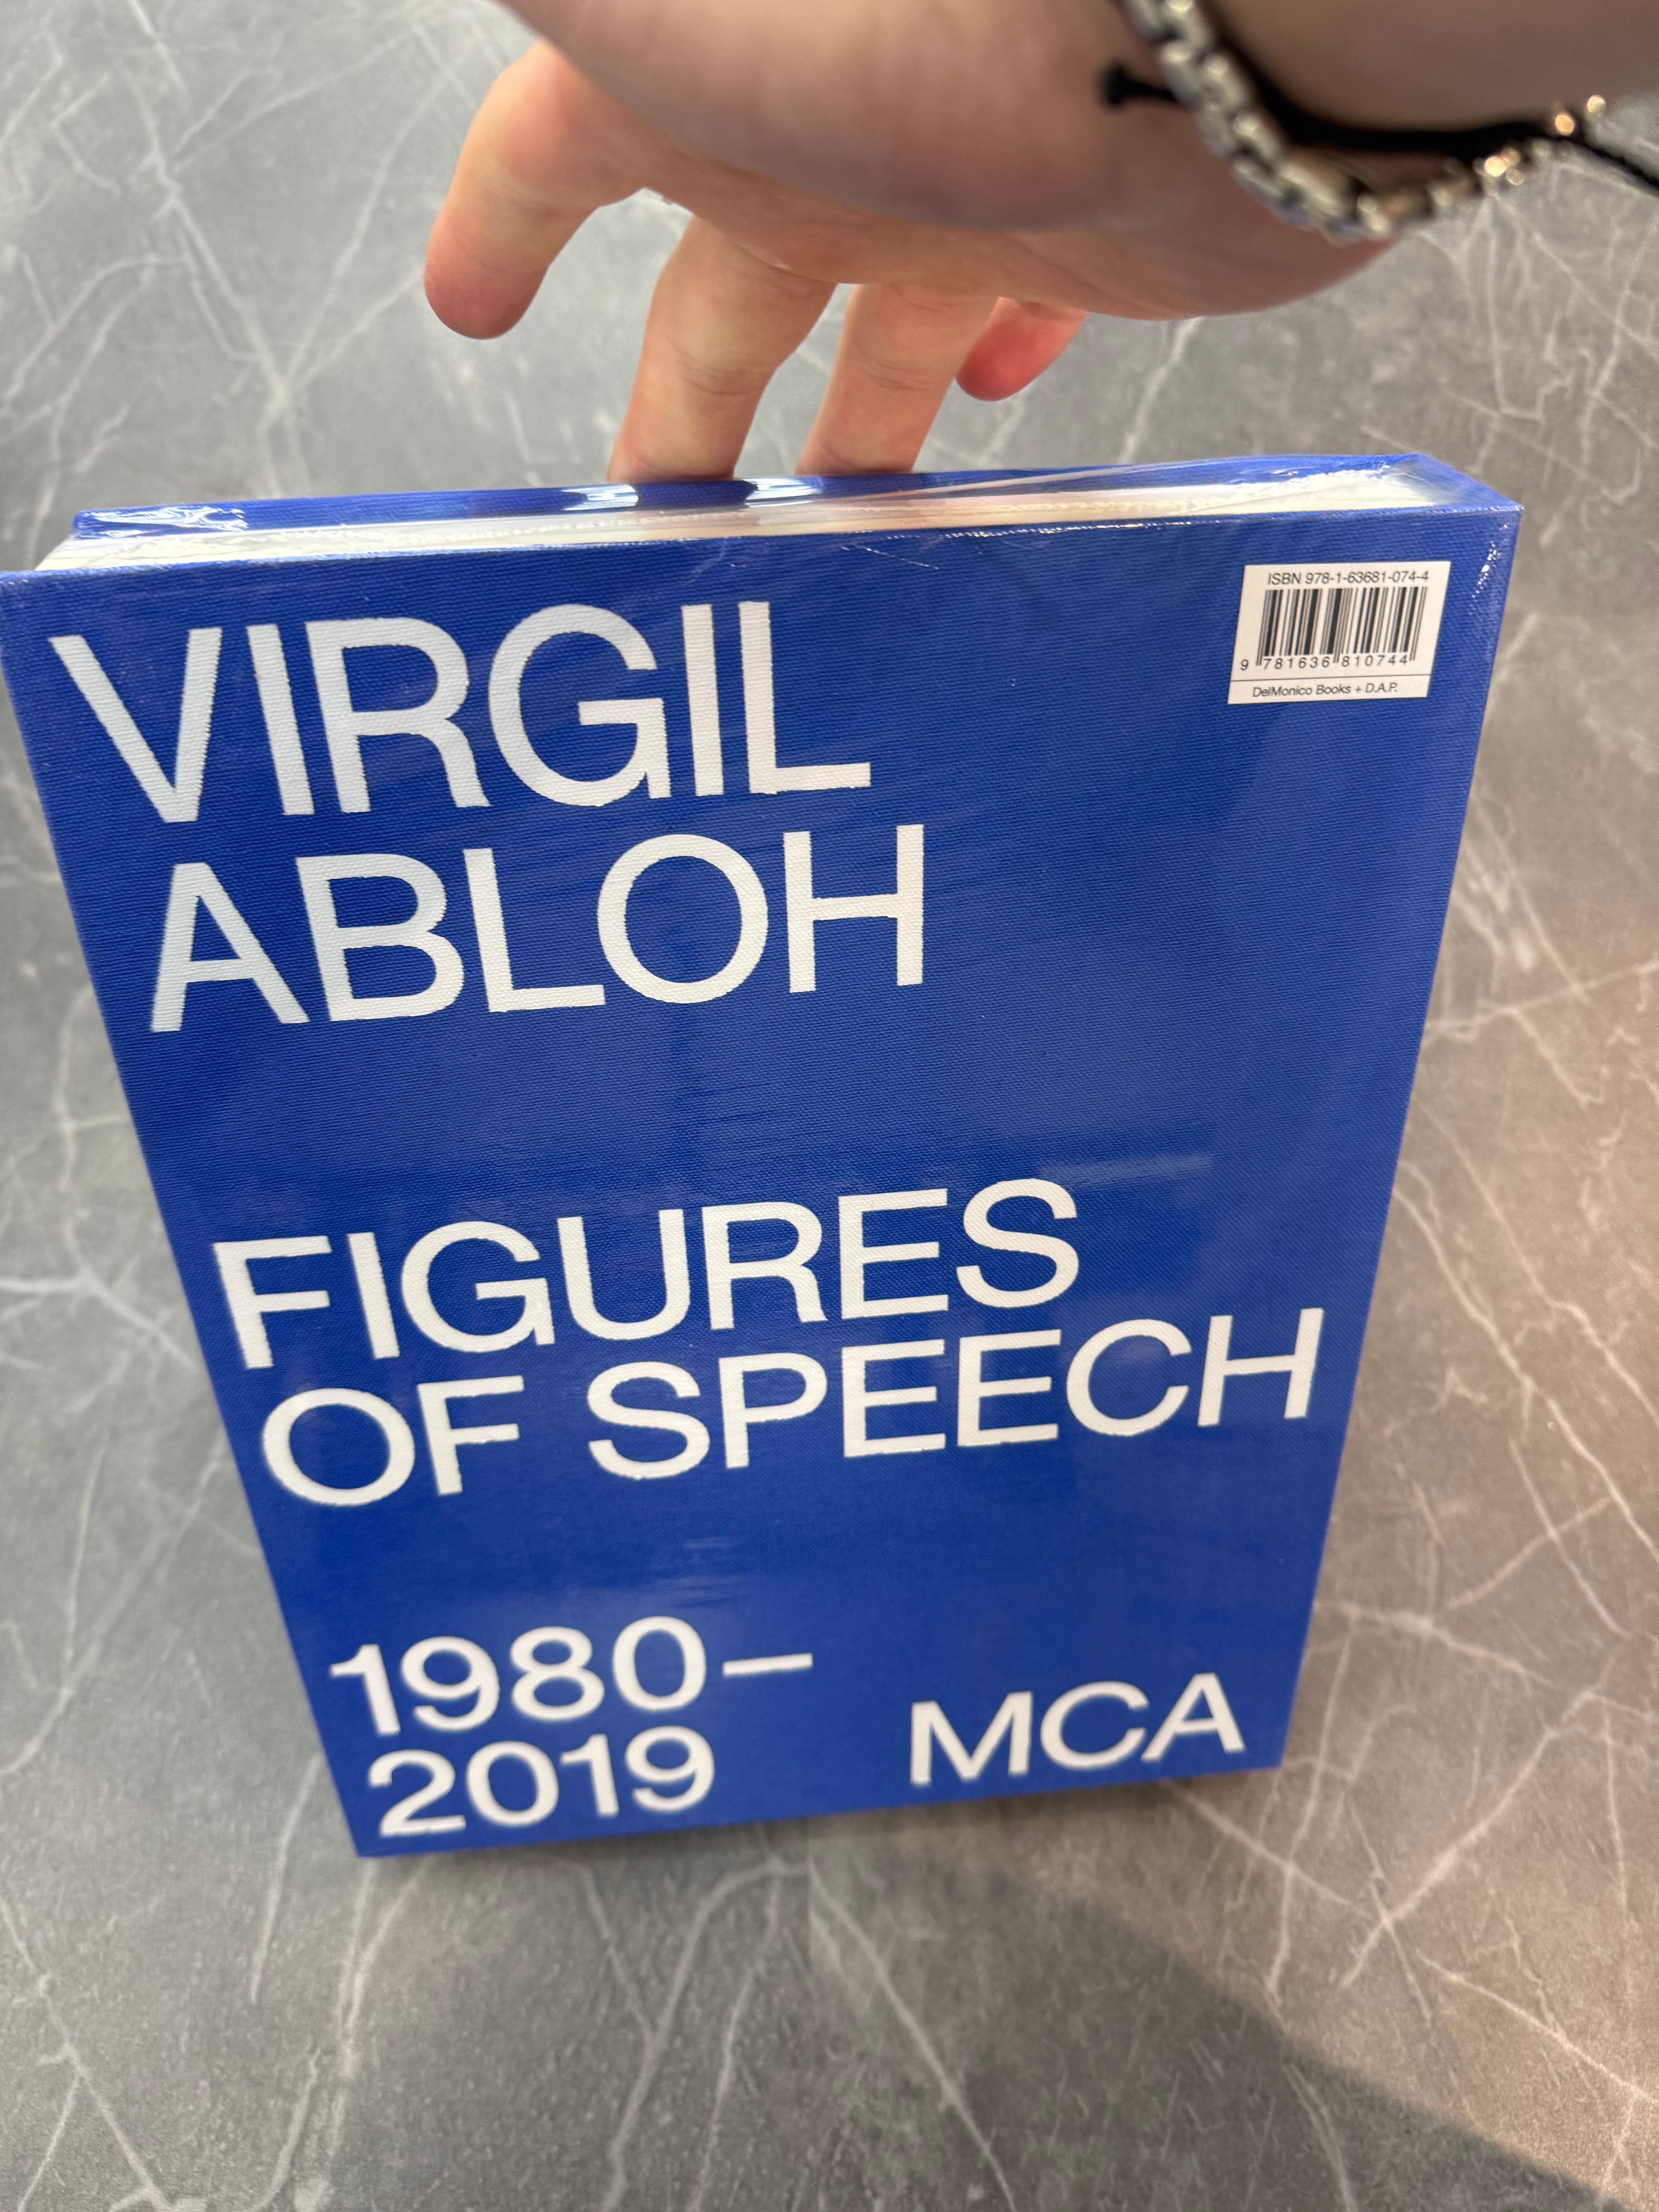 VIRGIL
ABLOH
ISBN 978-1-63681-074-4
9 781636 810744
DelMonico Books + D.A.P.
FIGURES
OF SPEECH
1980–
2019
MCA